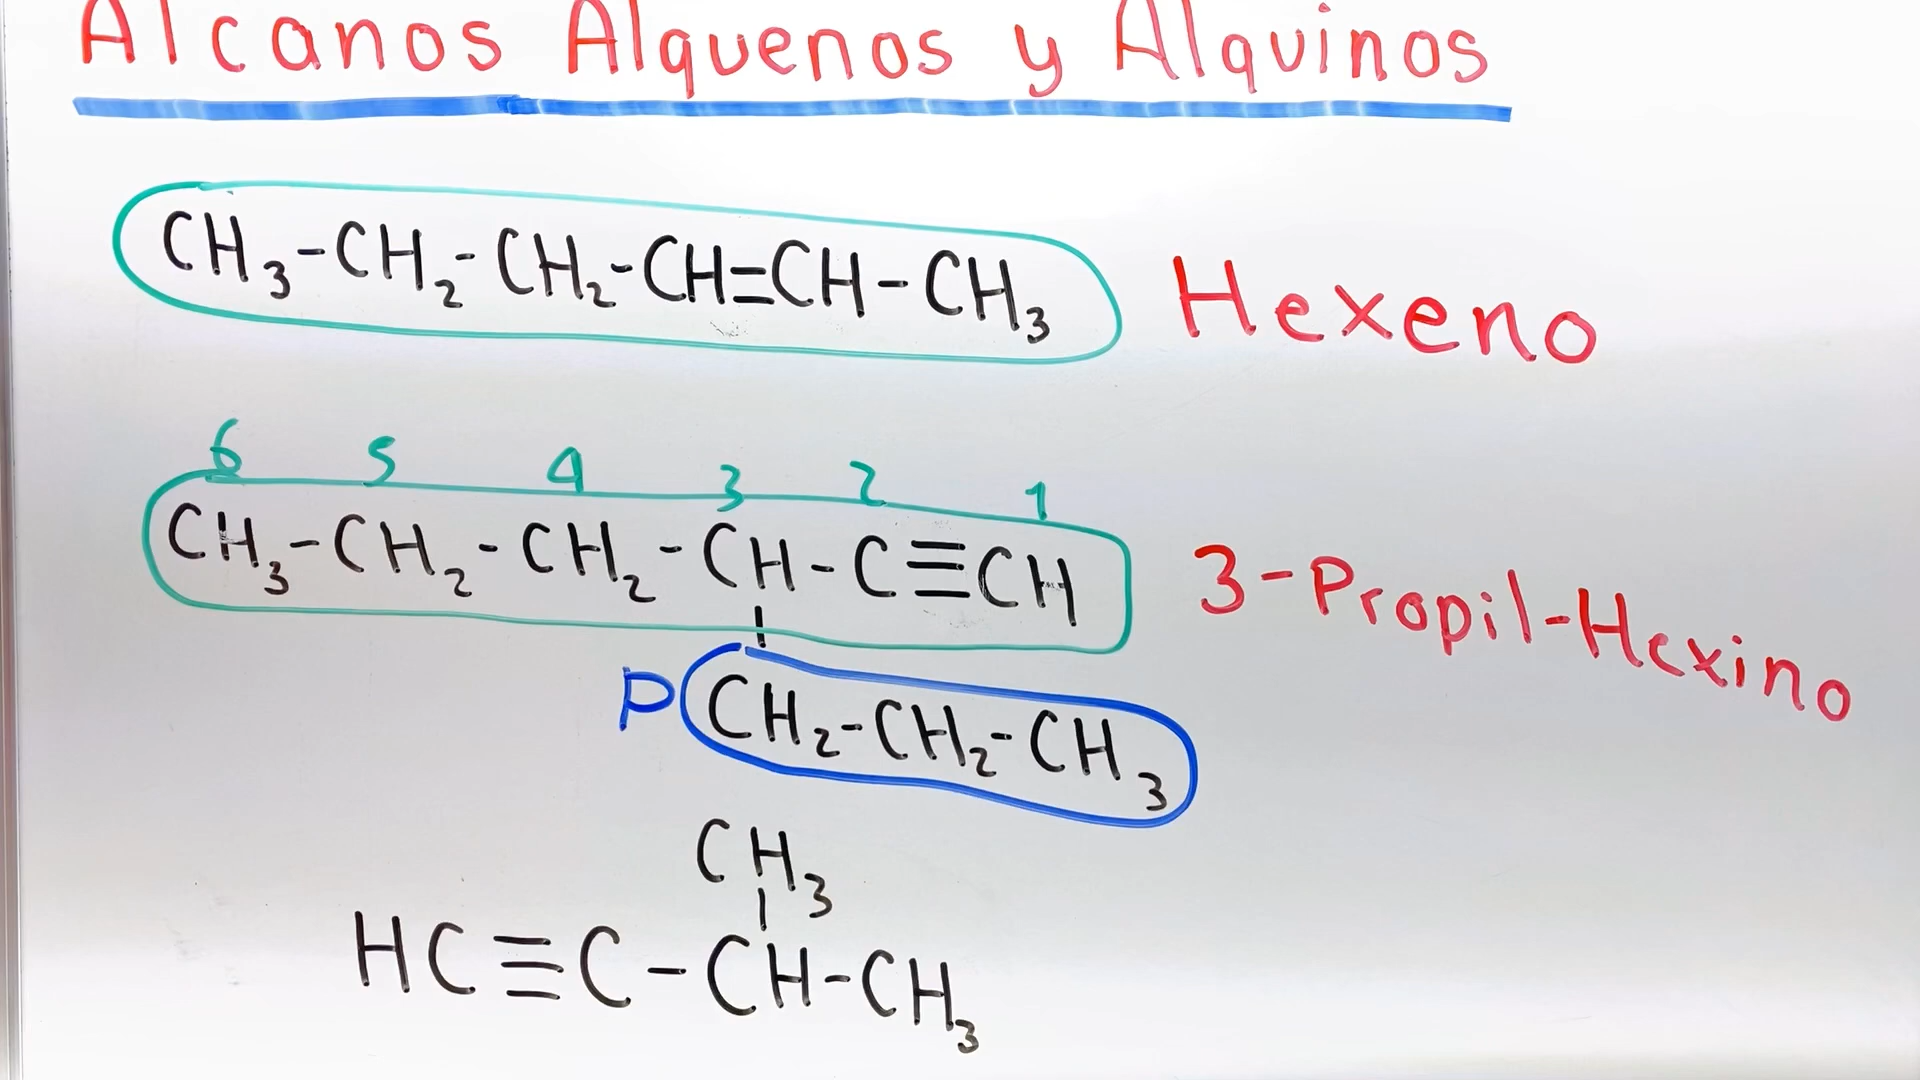 Alcanos Alquenos y Alquinos
CH₃-CH₂-CH₂-CH=CH-CH₃ Hexeno
6 5 4 3 2 1
CH₃-CH₂-CH₂-CH-C≡CH 3-Propil-Hexino
P CH₂-CH₂-CH₃
CH₃
HC≡C-CH-CH₃